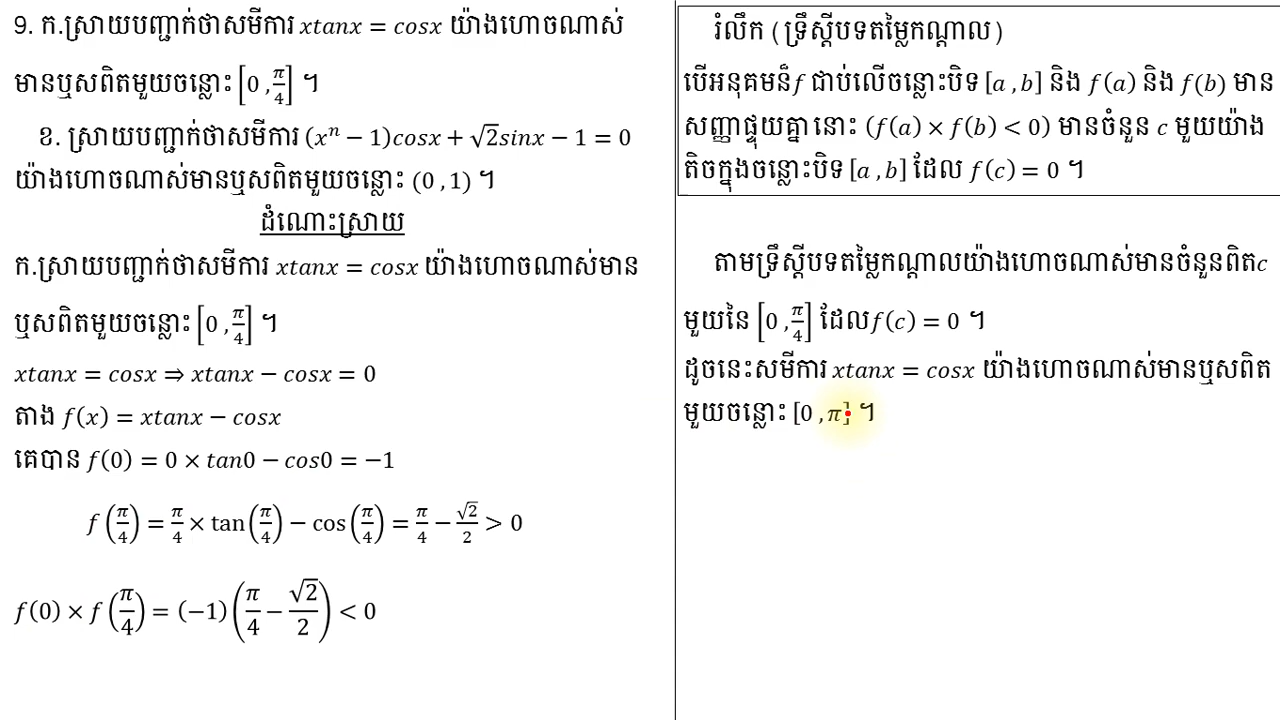 9. ក.ស្រាយបញ្ជាក់ថាសមីការ xtanx = cosx យ៉ាងហោចណាស់
មានឬសពិតមួយចន្លោះ [0 , π/4] ។
ខ. ស្រាយបញ្ជាក់ថាសមីការ (xⁿ − 1)cosx + √2sinx − 1 = 0
យ៉ាងហោចណាស់មានឬសពិតមួយចន្លោះ (0 , 1) ។
ដំណោះស្រាយ
ក.ស្រាយបញ្ជាក់ថាសមីការ xtanx = cosx យ៉ាងហោចណាស់មាន
ឬសពិតមួយចន្លោះ [0 , π/4] ។
xtanx = cosx ⇒ xtanx − cosx = 0
តាង f(x) = xtanx − cosx
គេបាន f(0) = 0 × tan0 − cos0 = −1
f(π/4) = π/4 × tan(π/4) − cos(π/4) = π/4 − √2/2 > 0
f(0) × f(π/4) = (−1)(π/4 − √2/2) < 0
រំលឹក (ទ្រឹស្តីបទតម្លៃកណ្តាល)
បើអនុគមន៏f ជាប់លើចន្លោះបិទ [a , b] និង f(a) និង f(b) មាន
សញ្ញាផ្ទុយគ្នានោះ (f(a) × f(b) < 0) មានចំនួន c មួយយ៉ាង
តិចក្នុងចន្លោះបិទ [a , b] ដែល f(c) = 0 ។
តាមទ្រឹស្តីបទតម្លៃកណ្តាលយ៉ាងហោចណាស់មានចំនួនពិតc
មួយនៃ [0 , π/4] ដែលf(c) = 0 ។
ដូចនេះសមីការ xtanx = cosx យ៉ាងហោចណាស់មានឬសពិត
មួយចន្លោះ [0 , π] ។